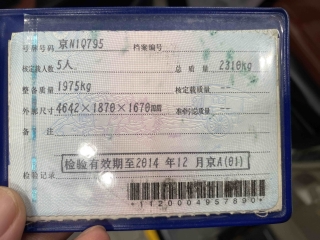 号牌号码 京N1Q795 档案编号
核定载人数 5人 总质量 2310kg
整备质量 1975kg 核定载质量 --
外廓尺寸 4642×1870×1670mm 准牵引总质量 --
备注
检验有效期至2014年12月京A(01)
检验记录
*1120004957890*